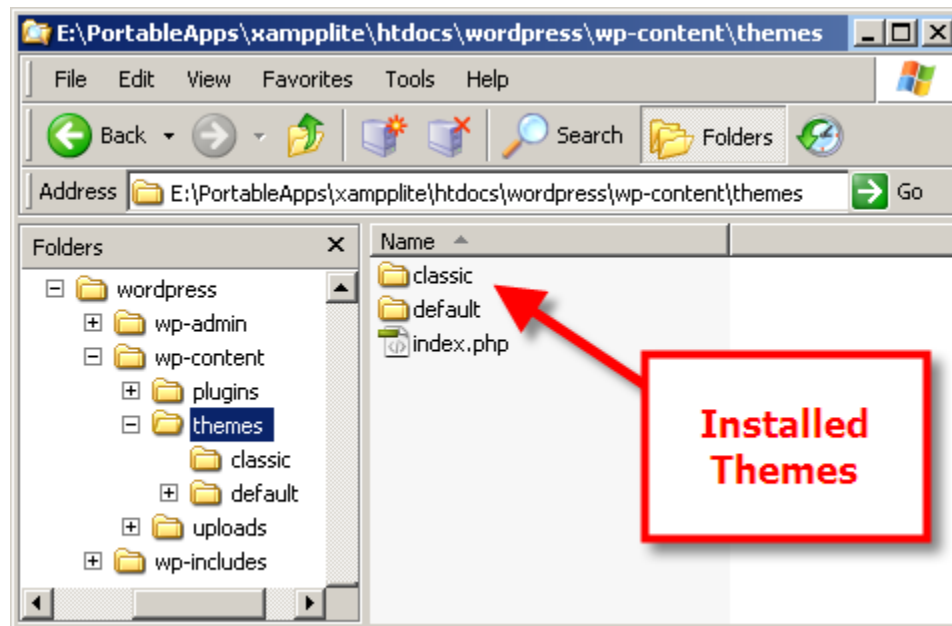 E:\PortableApps\xampplite\htdocs\wordpress\wp-content\themes
File Edit View Favorites Tools Help
Back Search Folders
Address E:\PortableApps\xampplite\htdocs\wordpress\wp-content\themes Go
Folders
wordpress
wp-admin
wp-content
plugins
themes
classic
default
uploads
wp-includes
Name
classic
default
index.php
Installed
Themes